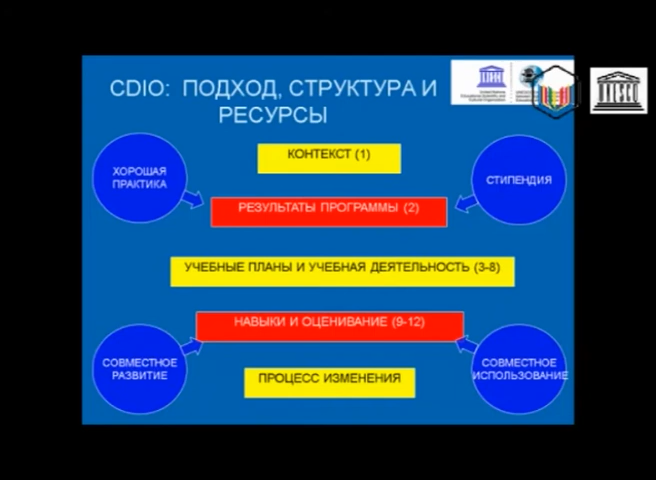 CDIO: ПОДХОД, СТРУКТУРА И
РЕСУРСЫ
КОНТЕКСТ (1)
ХОРОШАЯ
ПРАКТИКА
СТИПЕНДИЯ
РЕЗУЛЬТАТЫ ПРОГРАММЫ (2)
УЧЕБНЫЕ ПЛАНЫ И УЧЕБНАЯ ДЕЯТЕЛЬНОСТЬ (3-8)
НАВЫКИ И ОЦЕНИВАНИЕ (9-12)
СОВМЕСТНОЕ
РАЗВИТИЕ
СОВМЕСТНОЕ
ИСПОЛЬЗОВАНИЕ
ПРОЦЕСС ИЗМЕНЕНИЯ